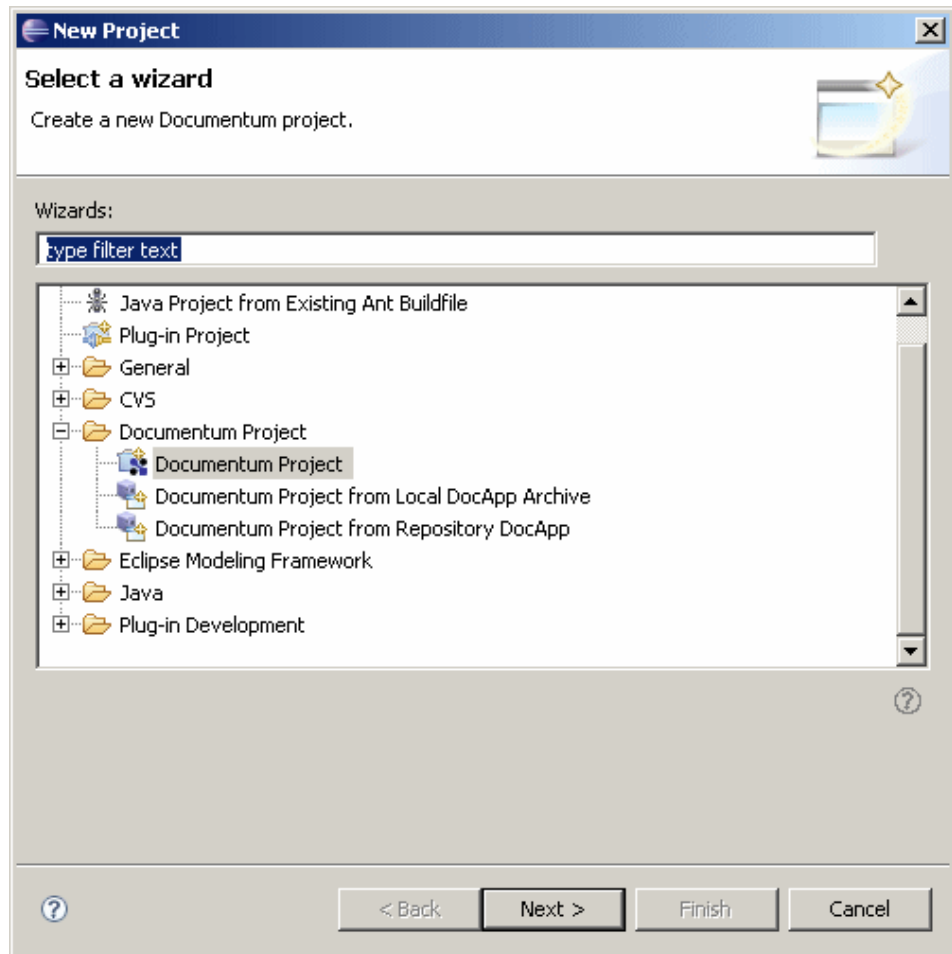 New Project
Select a wizard
Create a new Documentum project.
Wizards:
type filter text
Java Project from Existing Ant Buildfile
Plug-in Project
General
CVS
Documentum Project
Documentum Project
Documentum Project from Local DocApp Archive
Documentum Project from Repository DocApp
Eclipse Modeling Framework
Java
Plug-in Development
< Back Next > Finish Cancel